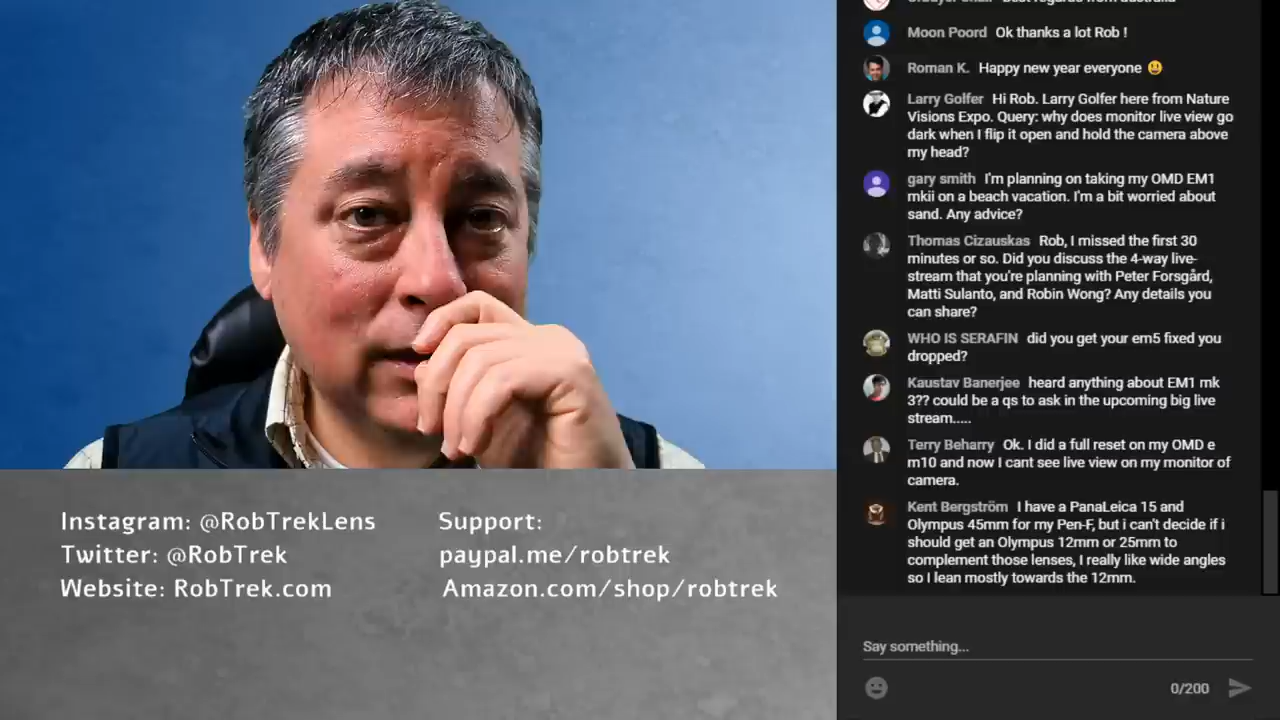 Best regards from australia
Moon Poord Ok thanks a lot Rob !
Roman K. Happy new year everyone 😃
Larry Golfer Hi Rob. Larry Golfer here from Nature
Visions Expo. Query: why does monitor live view go
dark when I flip it open and hold the camera above
my head?
gary smith I'm planning on taking my OMD EM1
mkii on a beach vacation. I'm a bit worried about
sand. Any advice?
Thomas Cizauskas Rob, I missed the first 30
minutes or so. Did you discuss the 4-way live-
stream that you're planning with Peter Forsgård,
Matti Sulanto, and Robin Wong? Any details you
can share?
WHO IS SERAFIN did you get your em5 fixed you
dropped?
Kaustav Banerjee heard anything about EM1 mk
3?? could be a qs to ask in the upcoming big live
stream.....
Terry Beharry Ok. I did a full reset on my OMD e
m10 and now I cant see live view on my monitor of
camera.
Kent Bergström I have a PanaLeica 15 and
Olympus 45mm for my Pen-F, but i can't decide if i
should get an Olympus 12mm or 25mm to
complement those lenses, I really like wide angles
so I lean mostly towards the 12mm.
Say something...
0/200
Instagram: @RobTrekLens
Twitter: @RobTrek
Website: RobTrek.com
Support:
paypal.me/robtrek
Amazon.com/shop/robtrek